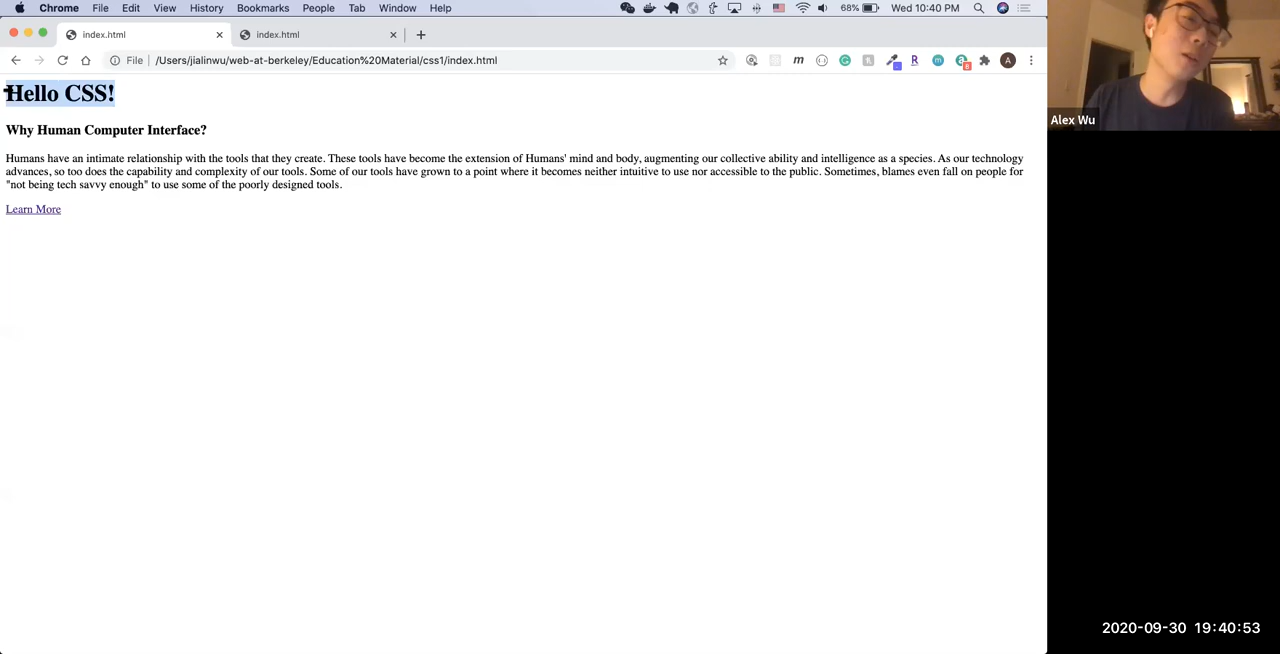 Chrome File Edit View History Bookmarks People Tab Window Help 68% Wed 10:40 PM
index.html index.html
File /Users/jialinwu/web-at-berkeley/Education%20Material/css1/index.html
Hello CSS!
Alex Wu
Why Human Computer Interface?
Humans have an intimate relationship with the tools that they create. These tools have become the extension of Humans' mind and body, augmenting our collective ability and intelligence as a species. As our technology
advances, so too does the capability and complexity of our tools. Some of our tools have grown to a point where it becomes neither intuitive to use nor accessible to the public. Sometimes, blames even fall on people for
"not being tech savvy enough" to use some of the poorly designed tools.
Learn More
2020-09-30 19:40:53